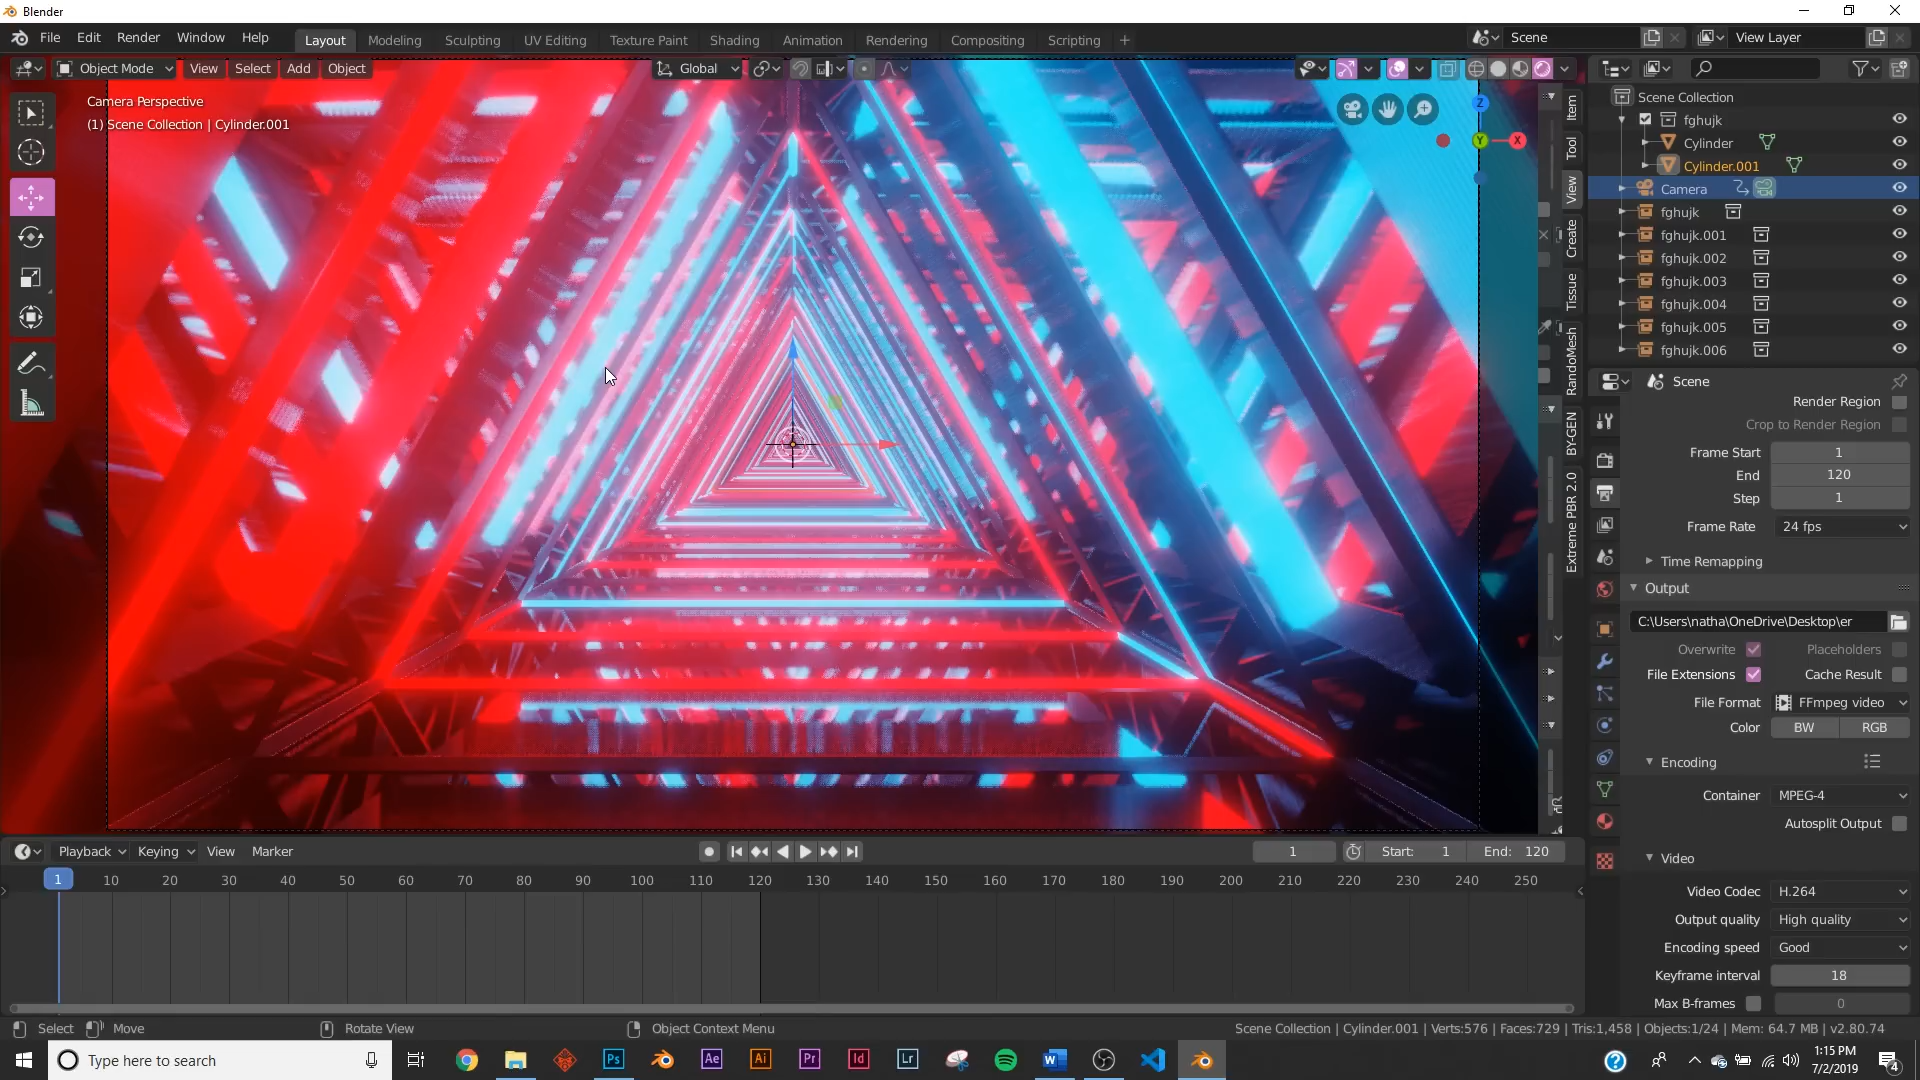 Blender
File Edit Render Window Help Layout Modeling Sculpting UV Editing Texture Paint Shading Animation Rendering Compositing Scripting + Scene View Layer
Object Mode View Select Add Object Global
Camera Perspective
(1) Scene Collection | Cylinder.001
Z
Y
X
Item
Tool
View
Create
Tissue
RandoMesh
BY-GEN
Extreme PBR 2.0
Scene Collection
fghujk
Cylinder
Cylinder.001
Camera
fghujk
fghujk.001
fghujk.002
fghujk.003
fghujk.004
fghujk.005
fghujk.006
Scene
Render Region
Crop to Render Region
Frame Start 1
End 120
Step 1
Frame Rate 24 fps
Time Remapping
Output
C:\Users\natha\OneDrive\Desktop\er
Overwrite Placeholders
File Extensions Cache Result
File Format FFmpeg video
Color BW RGB
Encoding
Container MPEG-4
Autosplit Output
Video
Video Codec H.264
Output quality High quality
Encoding speed Good
Keyframe interval 18
Max B-frames 0
Playback Keying View Marker 1 Start: 1 End: 120
1 10 20 30 40 50 60 70 80 90 100 110 120 130 140 150 160 170 180 190 200 210 220 230 240 250
Select Move Rotate View Object Context Menu Scene Collection | Cylinder.001 | Verts:576 | Faces:729 | Tris:1,458 | Objects:1/24 | Mem: 64.7 MB | v2.80.74
Type here to search Ps Ae Ai Pr Id Lr W
1:15 PM
7/2/2019
4